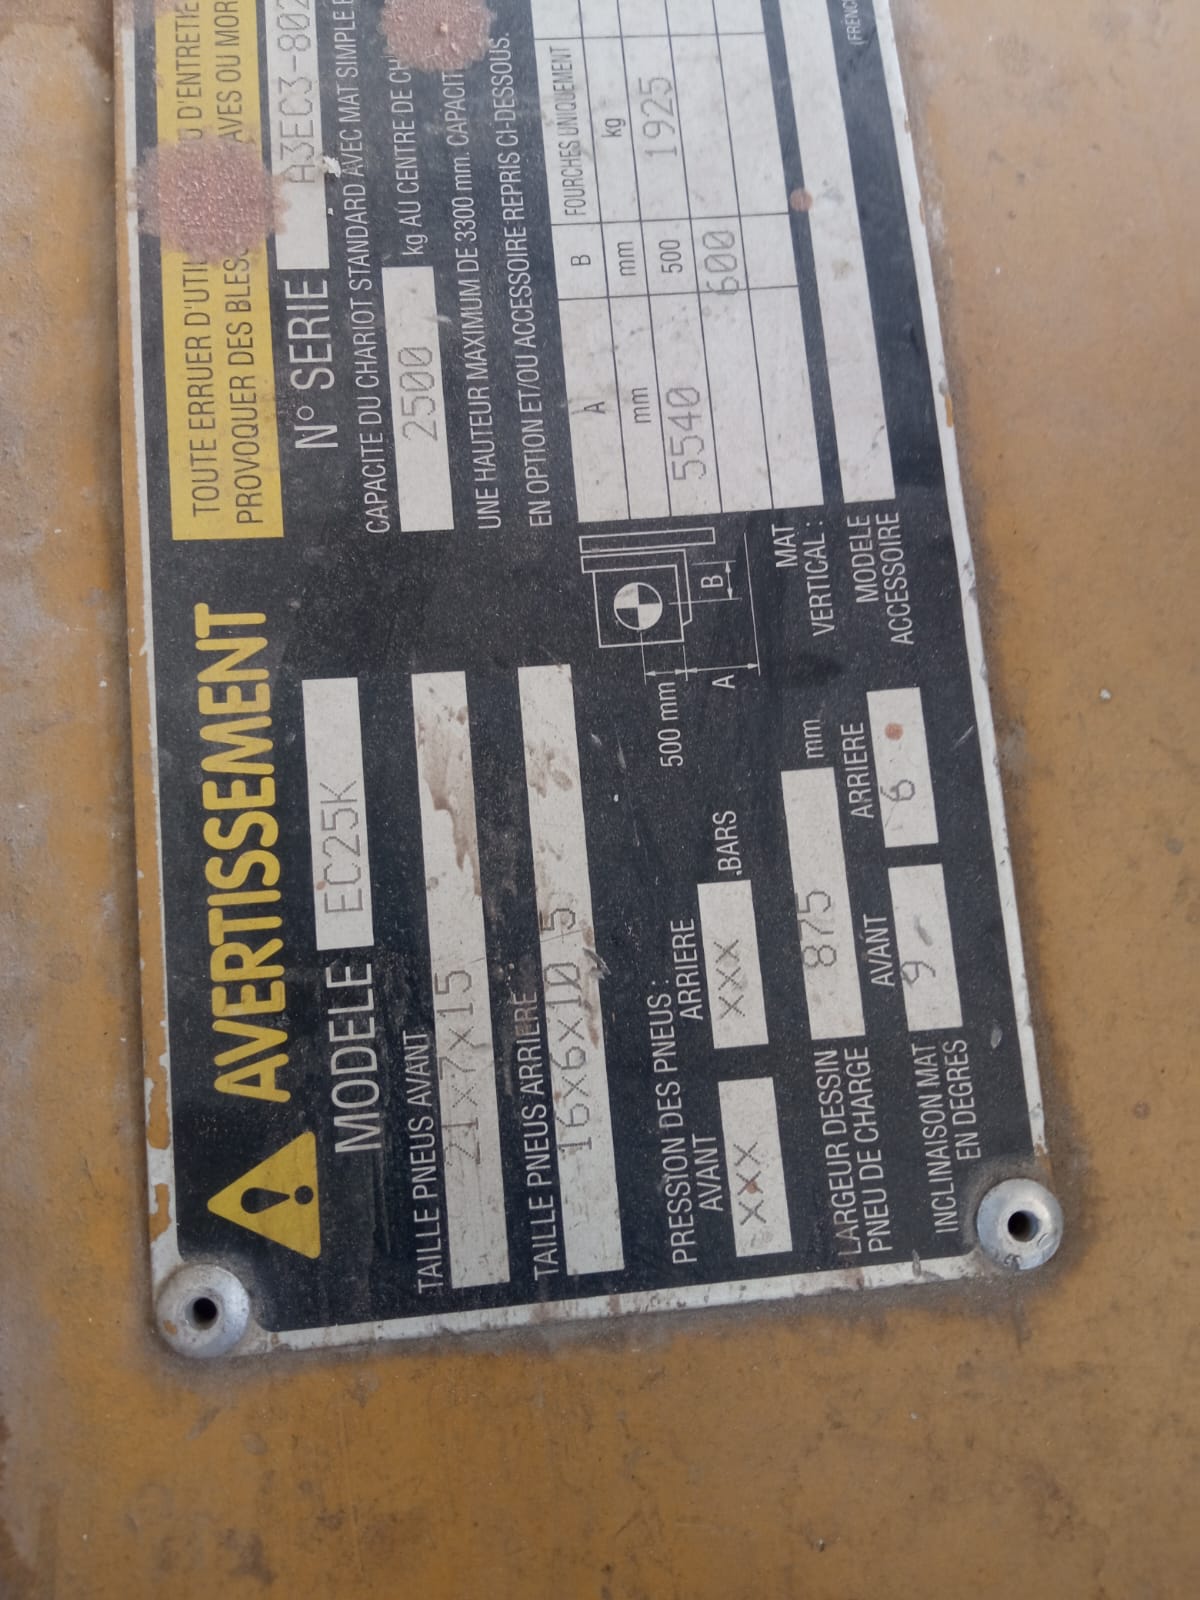 AVERTISSEMENT
TOUTE ERRUER D'UTI
D'ENTRETIE
PROVOQUER DES BLES
AVES OU MOR
MODELE EC25K
N° SERIE A3EC3-802
TAILLE PNEUS AVANT
21x7x15
CAPACITE DU CHARIOT STANDARD AVEC MAT SIMPLE
2500 kg AU CENTRE DE
TAILLE PNEUS ARRIERE :
16x6x10 5
UNE HAUTEUR MAXIMUM DE 3300 mm. CAPACIT
EN OPTION ET/OU ACCESSOIRE REPRIS CI-DESSOUS.
PRESSION DES PNEUS :
AVANT ARRIERE
XXX XXX .BARS
500 mm
A
B
A B FOURCHES UNIQUEMENT
mm mm kg
5540 500 1925
600
LARGEUR DESSIN
PNEU DE CHARGE
875 mm
MAT
VERTICAL :
INCLINAISON MAT
EN DEGRES
AVANT ARRIERE
9 6
MODELE
ACCESSOIRE
(FRENC